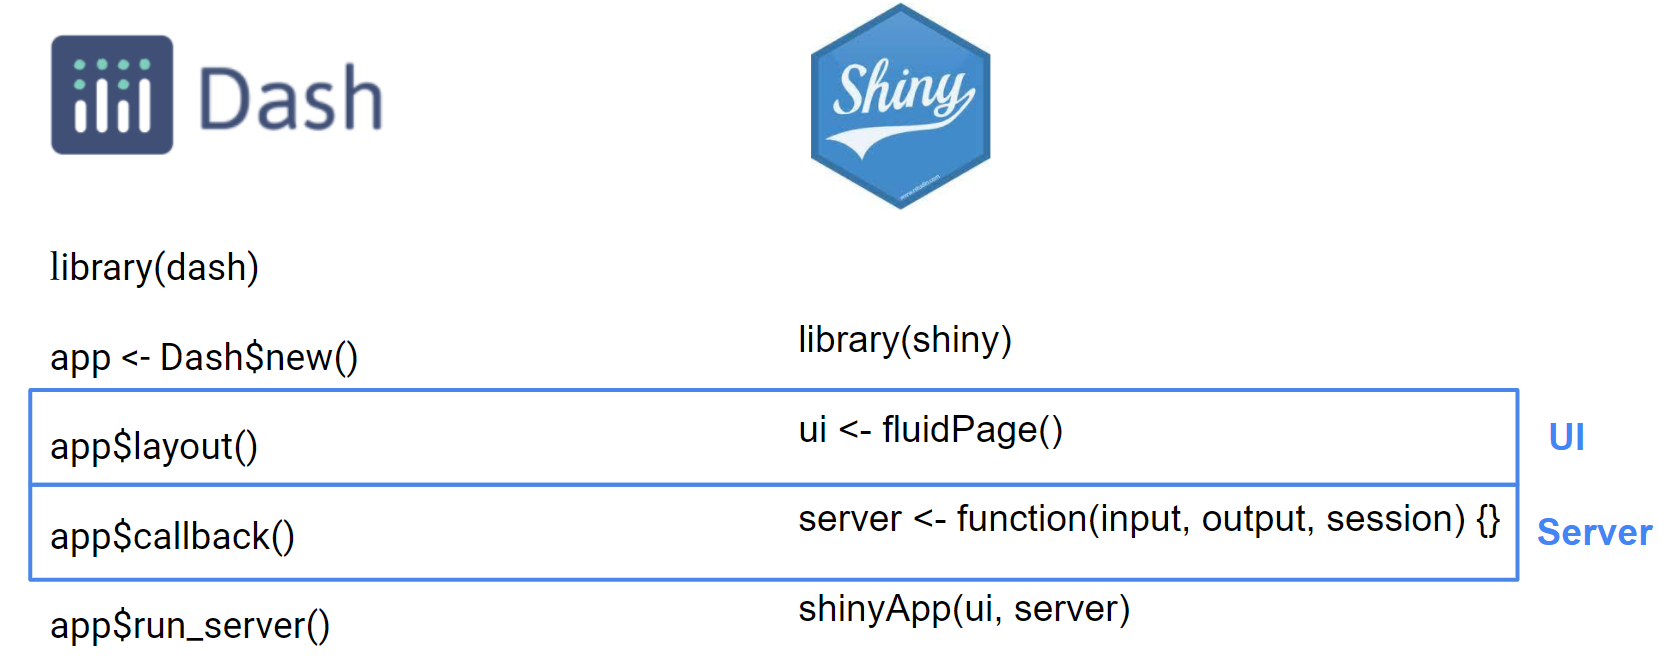 Dash
Shiny
library(dash)
app <- Dash$new()
app$layout()
app$callback()
app$run_server()
library(shiny)
ui <- fluidPage()
server <- function(input, output, session) {}
shinyApp(ui, server)
UI
Server